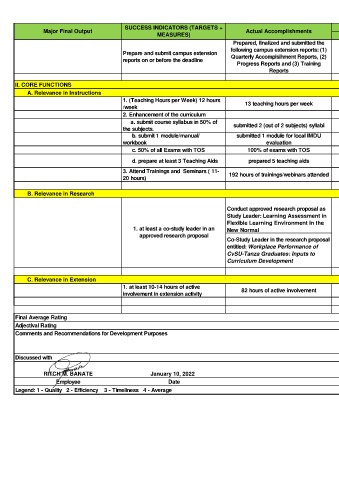 Major Final Output
SUCCESS INDICATORS (TARGETS +
MEASURES)
Actual Accomplishments
Prepare and submit campus extension
reports on or before the deadline
Prepared, finalized and submitted the
following campus extension reports: (1)
Quarterly Accomplishment Reports, (2)
Progress Reports and (3) Training
Reports
II. CORE FUNCTIONS
A. Relevance in Instructions
1. (Teaching Hours per Week) 12 hours
/week
13 teaching hours per week
2. Enhancement of the curriculum
a. submit course syllabus in 50% of
the subjects.
submitted 2 (out of 2 subjects) syllabi
b. submit 1 module/manual/
workbook
submitted 1 module for local IMDU
evaluation
c. 50% of all Exams with TOS
100% of exams with TOS
d. prepare at least 3 Teaching Aids
prepared 5 teaching aids
3. Attend Trainings and Seminars ( 11-
20 hours)
192 hours of trainings/webinars attended
B. Relevance in Research
1. at least a co-study leader in an
approved research proposal
Conduct approved research proposal as
Study Leader: Learning Assessment in
Flexible Learning Environment in the
New Normal
Co-Study Leader in the research proposal
entitled: Workplace Performance of
CvSU-Tanza Graduates: Inputs to
Curriculum Development
C. Relevance in Extension
1. at least 10-14 hours of active
involvement in extension activity
82 hours of active involvement
Final Average Rating
Adjectival Rating
Comments and Recommendations for Development Purposes
Discussed with
RITCH M. BANATE
January 10, 2022
Employee
Date
Legend: 1 - Quality 2 - Efficiency 3 - Timeliness 4 - Average